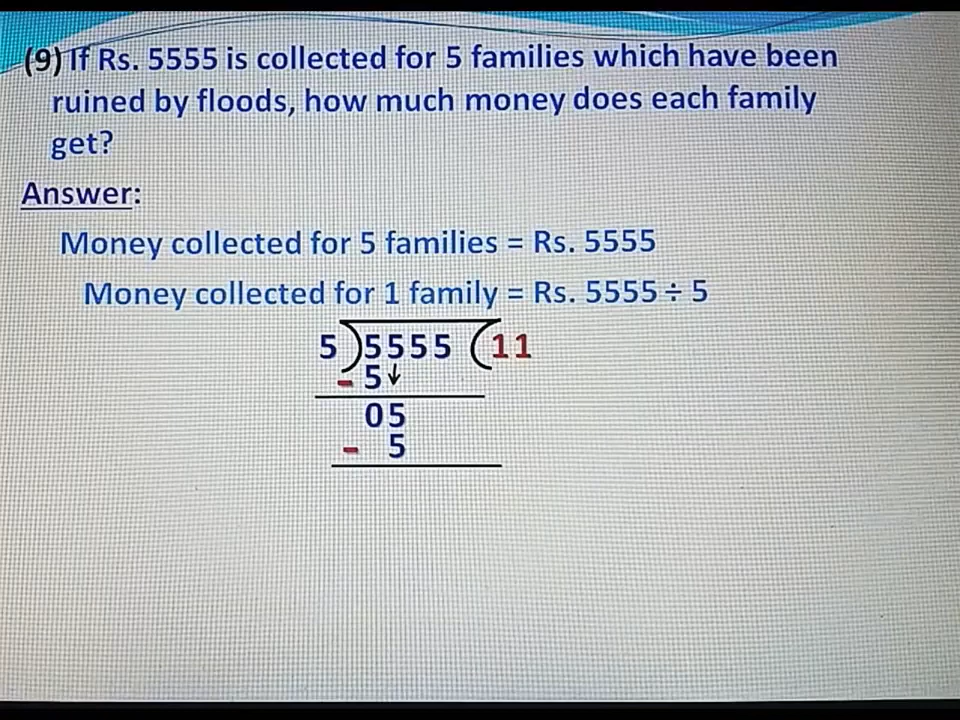 (9) If Rs. 5555 is collected for 5 families which have been
ruined by floods, how much money does each family
get?
Answer:
Money collected for 5 families = Rs. 5555
Money collected for 1 family = Rs. 5555 ÷ 5
5)5555(11
- 5↓
05
- 5